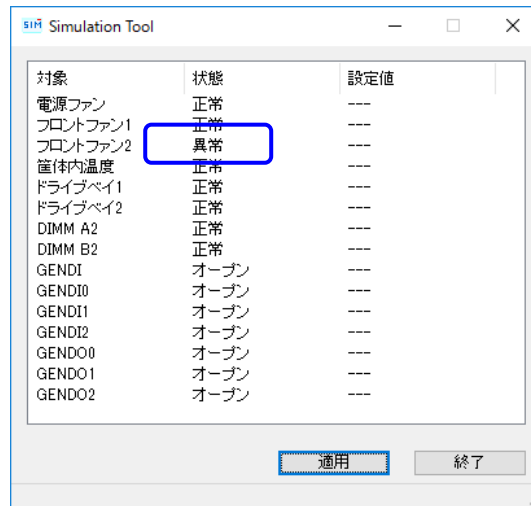 SIM Simulation Tool
対象 状態 設定値
電源ファン 正常 ---
フロントファン1 正常 ---
フロントファン2 異常 ---
筐体内温度 正常 ---
ドライブベイ1 正常 ---
ドライブベイ2 正常 ---
DIMM A2 正常 ---
DIMM B2 正常 ---
GENDI オープン ---
GENDI0 オープン ---
GENDI1 オープン ---
GENDI2 オープン ---
GENDO0 オープン ---
GENDO1 オープン ---
GENDO2 オープン ---
適用 終了